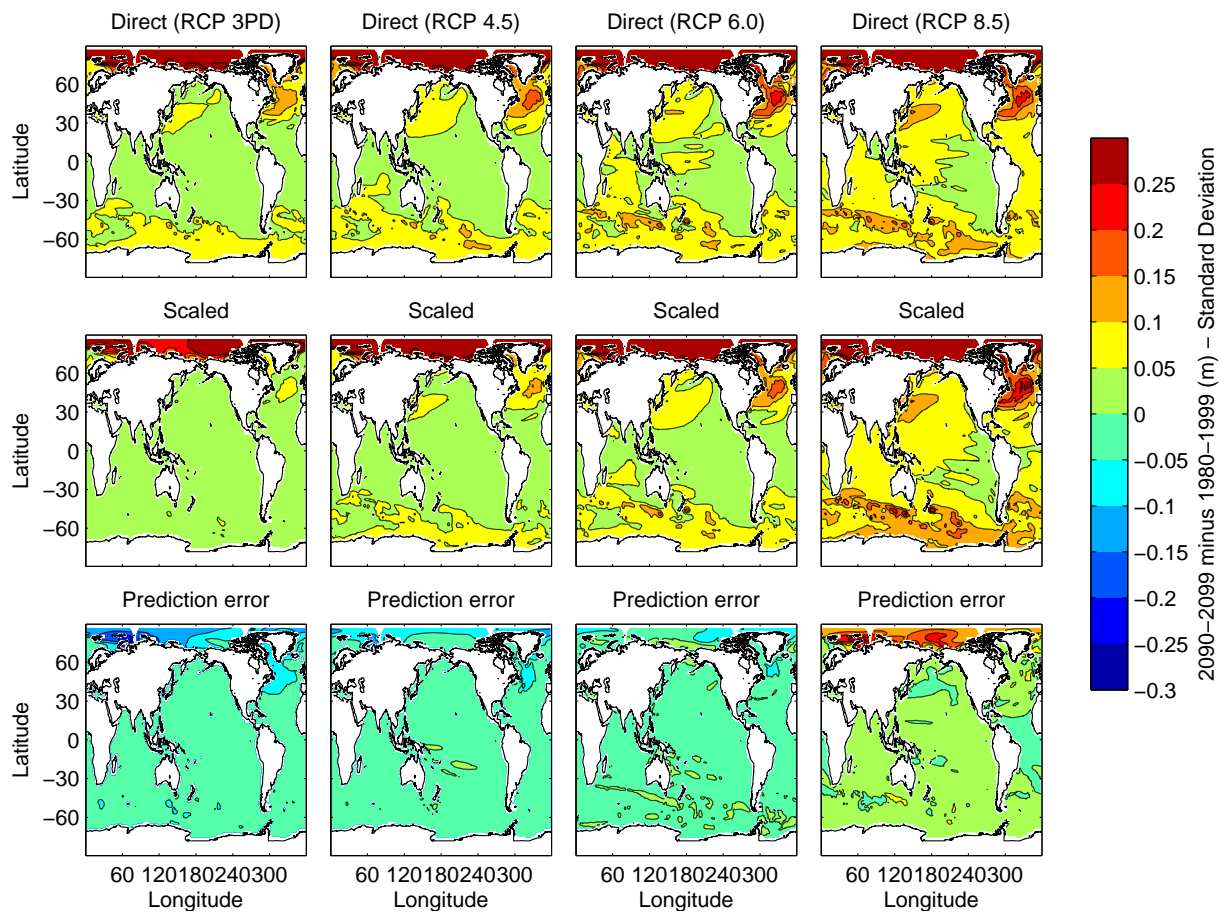 Direct (RCP 3PD)
Direct (RCP 4.5)
Direct (RCP 6.0)
Direct (RCP 8.5)
Latitude
60
30
0
−30
−60
Scaled
Scaled
Scaled
Scaled
Latitude
60
30
0
−30
−60
Prediction error
Prediction error
Prediction error
Prediction error
Latitude
60
30
0
−30
−60
60 120180240300
60 120180240300
60 120180240300
60 120180240300
Longitude
Longitude
Longitude
Longitude
0.25
0.2
0.15
0.1
0.05
0
−0.05
−0.1
−0.15
−0.2
−0.25
−0.3
2090−2099 minus 1980−1999 (m) − Standard Deviation